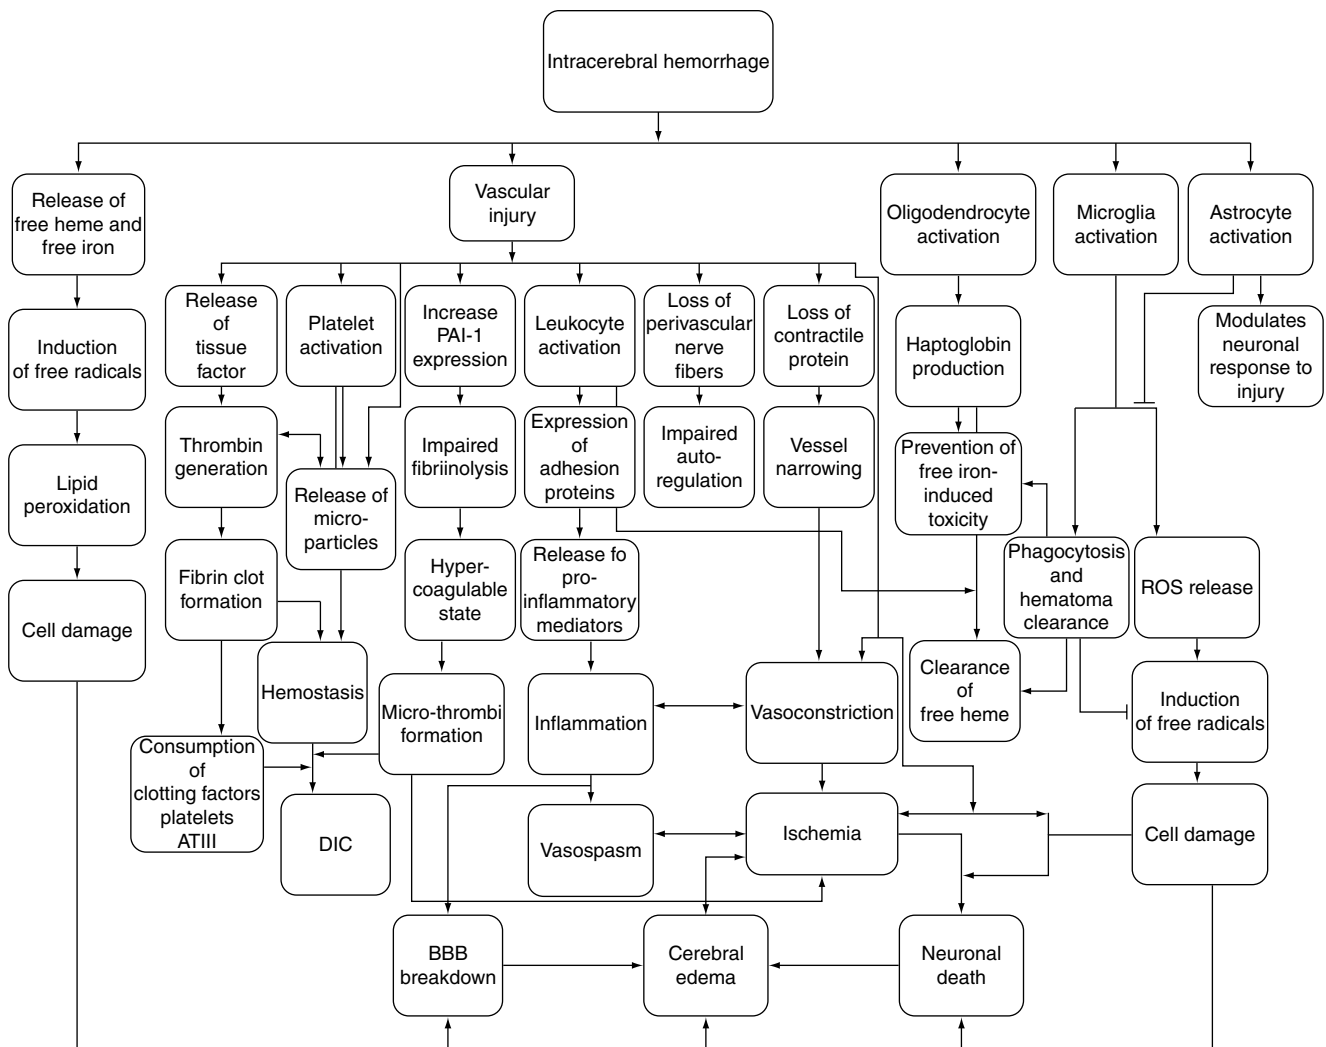 Intracerebral hemorrhage
Release of
free heme and
free iron
Vascular
injury
Oligodendrocyte
activation
Microglia
activation
Astrocyte
activation
Induction
of free radicals
Release
of
tissue
factor
Platelet
activation
Increase
PAI-1
expression
Leukocyte
activation
Loss of
perivascular
nerve
fibers
Loss of
contractile
protein
Haptoglobin
production
Modulates
neuronal
response to
injury
Lipid
peroxidation
Thrombin
generation
Release of
micro-
particles
Impaired
fibriinolysis
Expression
of
adhesion
proteins
Impaired
auto-
regulation
Vessel
narrowing
Prevention of
free iron-
induced
toxicity
Cell damage
Fibrin clot
formation
Hyper-
coagulable
state
Release fo
pro-
inflammatory
mediators
Phagocytosis
and
hematoma
clearance
ROS release
Hemostasis
Micro-thrombi
formation
Inflammation
Vasoconstriction
Clearance
of
free heme
Induction
of free radicals
Consumption
of
clotting factors
platelets
ATIII
DIC
Vasospasm
Ischemia
Cell damage
BBB
breakdown
Cerebral
edema
Neuronal
death